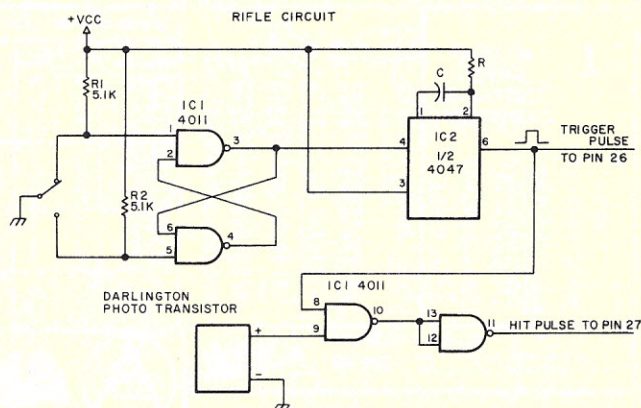 RIFLE CIRCUIT
+VCC
R1
5.1K
R2
5.1K
IC1
4011
1
2
3
6
5
4
C
R
1
2
4
3
6
IC2
1/2
4047
TRIGGER
PULSE
TO PIN 26
DARLINGTON
PHOTO TRANSISTOR
+
-
IC1 4011
8
9
10
13
12
11
HIT PULSE TO PIN 27